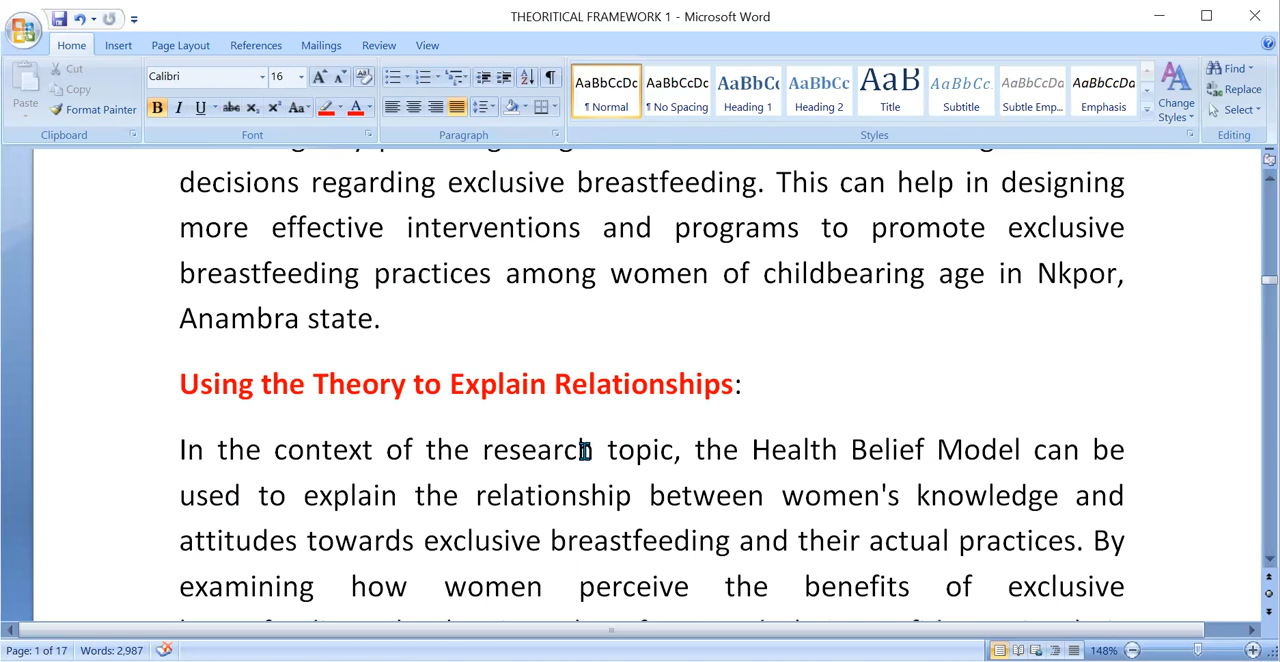 THEORITICAL FRAMEWORK 1 - Microsoft Word
Home Insert Page Layout References Mailings Review View
Cut
Copy
Paste
Format Painter
Clipboard
Calibri 16
Font
Paragraph
AaBbCcDc AaBbCcDc AaBbC AaBbCc AaB AaBbCc. AaBbCcDc AaBbCcDc
¶ Normal ¶ No Spacing Heading 1 Heading 2 Title Subtitle Subtle Emp... Emphasis
Change Styles
Styles
Find
Replace
Select
Editing
decisions regarding exclusive breastfeeding. This can help in designing
more effective interventions and programs to promote exclusive
breastfeeding practices among women of childbearing age in Nkpor,
Anambra state.
Using the Theory to Explain Relationships:
In the context of the research topic, the Health Belief Model can be
used to explain the relationship between women's knowledge and
attitudes towards exclusive breastfeeding and their actual practices. By
examining how women perceive the benefits of exclusive
Page: 1 of 17 Words: 2,987 148%